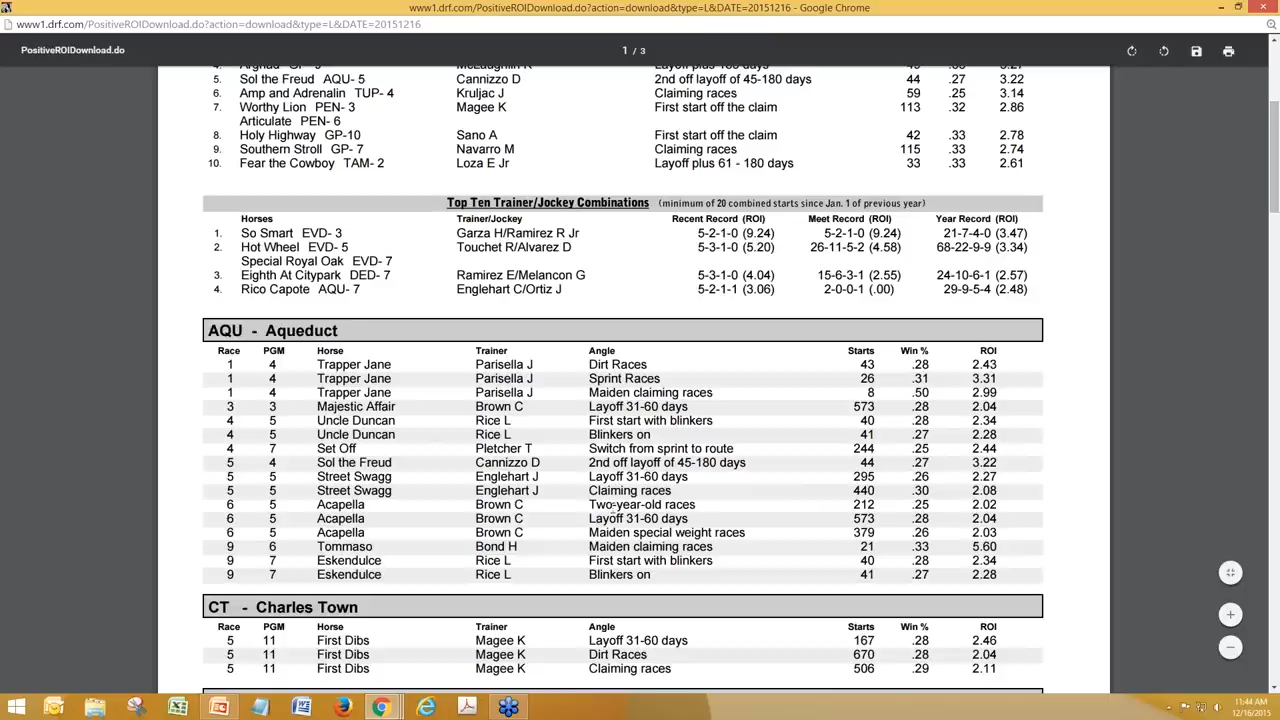 www1.drf.com/PositiveROIDownload.do?action=download&type=L&DATE=20151216 - Google Chrome
www1.drf.com/PositiveROIDownload.do?action=download&type=L&DATE=20151216
PositiveROIDownload.do 1 / 3
5. Sol the Freud AQU- 5 Cannizzo D 2nd off layoff of 45-180 days 44 .27 3.22
6. Amp and Adrenalin TUP- 4 Kruljac J Claiming races 59 .25 3.14
7. Worthy Lion PEN- 3 Magee K First start off the claim 113 .32 2.86
Articulate PEN- 6
8. Holy Highway GP-10 Sano A First start off the claim 42 .33 2.78
9. Southern Stroll GP- 7 Navarro M Claiming races 115 .33 2.74
10. Fear the Cowboy TAM- 2 Loza E Jr Layoff plus 61 - 180 days 33 .33 2.61
Top Ten Trainer/Jockey Combinations (minimum of 20 combined starts since Jan. 1 of previous year)
Horses Trainer/Jockey Recent Record (ROI) Meet Record (ROI) Year Record (ROI)
1. So Smart EVD- 3 Garza H/Ramirez R Jr 5-2-1-0 (9.24) 5-2-1-0 (9.24) 21-7-4-0 (3.47)
2. Hot Wheel EVD- 5 Touchet R/Alvarez D 5-3-1-0 (5.20) 26-11-5-2 (4.58) 68-22-9-9 (3.34)
Special Royal Oak EVD- 7
3. Eighth At Citypark DED- 7 Ramirez E/Melancon G 5-3-1-0 (4.04) 15-6-3-1 (2.55) 24-10-6-1 (2.57)
4. Rico Capote AQU- 7 Englehart C/Ortiz J 5-2-1-1 (3.06) 2-0-0-1 (.00) 29-9-5-4 (2.48)
AQU - Aqueduct
Race PGM Horse Trainer Angle Starts Win % ROI
1 4 Trapper Jane Parisella J Dirt Races 43 .28 2.43
1 4 Trapper Jane Parisella J Sprint Races 26 .31 3.31
1 4 Trapper Jane Parisella J Maiden claiming races 8 .50 2.99
3 3 Majestic Affair Brown C Layoff 31-60 days 573 .28 2.04
4 5 Uncle Duncan Rice L First start with blinkers 40 .28 2.34
4 5 Uncle Duncan Rice L Blinkers on 41 .27 2.28
4 7 Set Off Pletcher T Switch from sprint to route 244 .25 2.44
5 4 Sol the Freud Cannizzo D 2nd off layoff of 45-180 days 44 .27 3.22
5 5 Street Swagg Englehart J Layoff 31-60 days 295 .26 2.27
5 5 Street Swagg Englehart J Claiming races 440 .30 2.08
6 5 Acapella Brown C Two-year-old races 212 .25 2.02
6 5 Acapella Brown C Layoff 31-60 days 573 .28 2.04
6 5 Acapella Brown C Maiden special weight races 379 .26 2.03
9 6 Tommaso Bond H Maiden claiming races 21 .33 5.60
9 7 Eskendulce Rice L First start with blinkers 40 .28 2.34
9 7 Eskendulce Rice L Blinkers on 41 .27 2.28
CT - Charles Town
Race PGM Horse Trainer Angle Starts Win % ROI
5 11 First Dibs Magee K Layoff 31-60 days 167 .28 2.46
5 11 First Dibs Magee K Dirt Races 670 .28 2.04
5 11 First Dibs Magee K Claiming races 506 .29 2.11
11:44 AM
12/16/2015